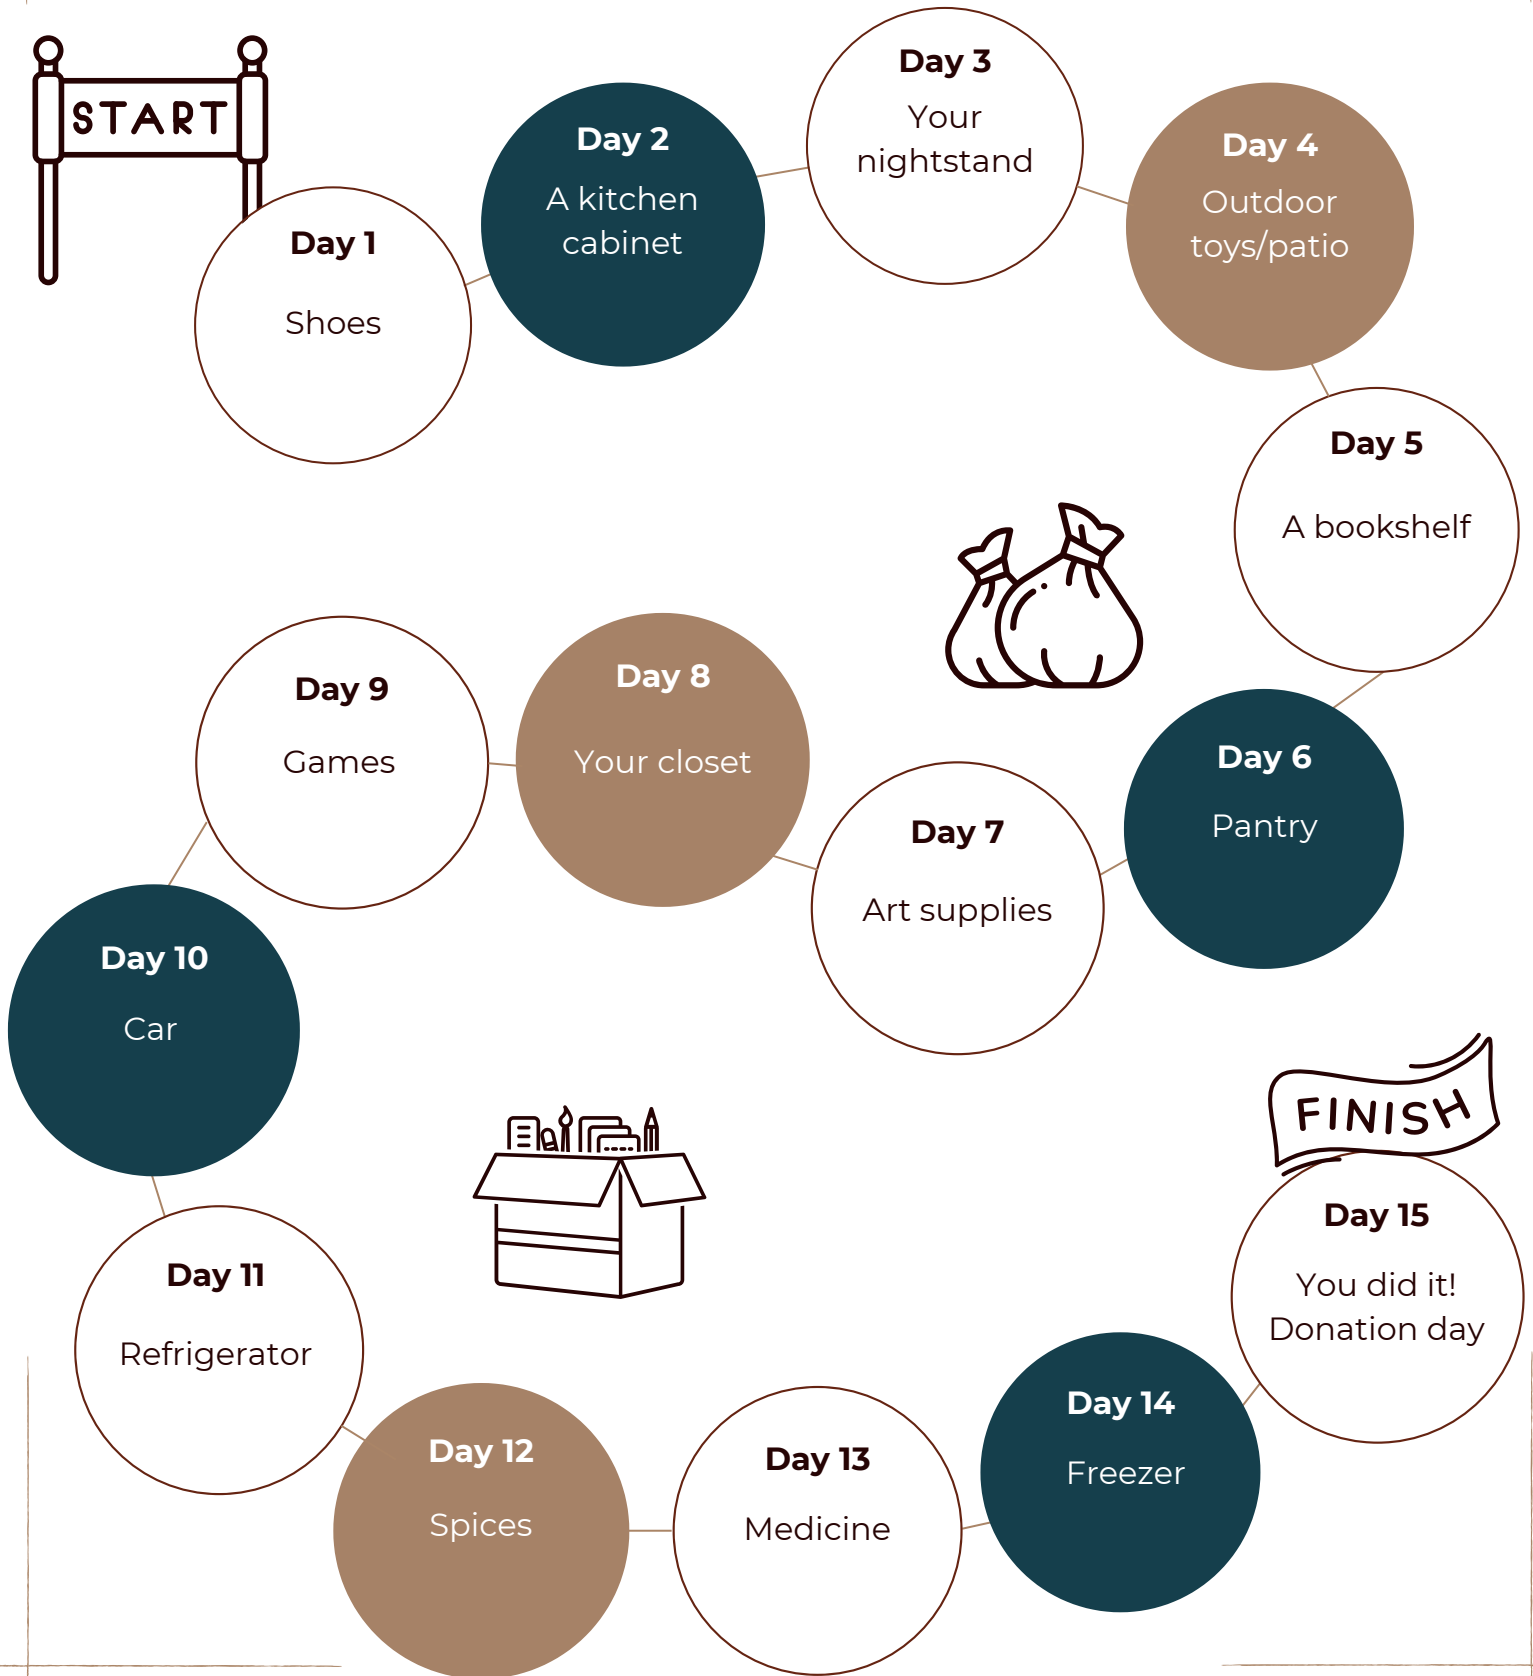 START
Day 1
Shoes
Day 2
A kitchen
cabinet
Day 3
Your
nightstand
Day 4
Outdoor
toys/patio
Day 5
A bookshelf
Day 6
Pantry
Day 7
Art supplies
Day 8
Your closet
Day 9
Games
Day 10
Car
Day 11
Refrigerator
Day 12
Spices
Day 13
Medicine
Day 14
Freezer
FINISH
Day 15
You did it!
Donation day